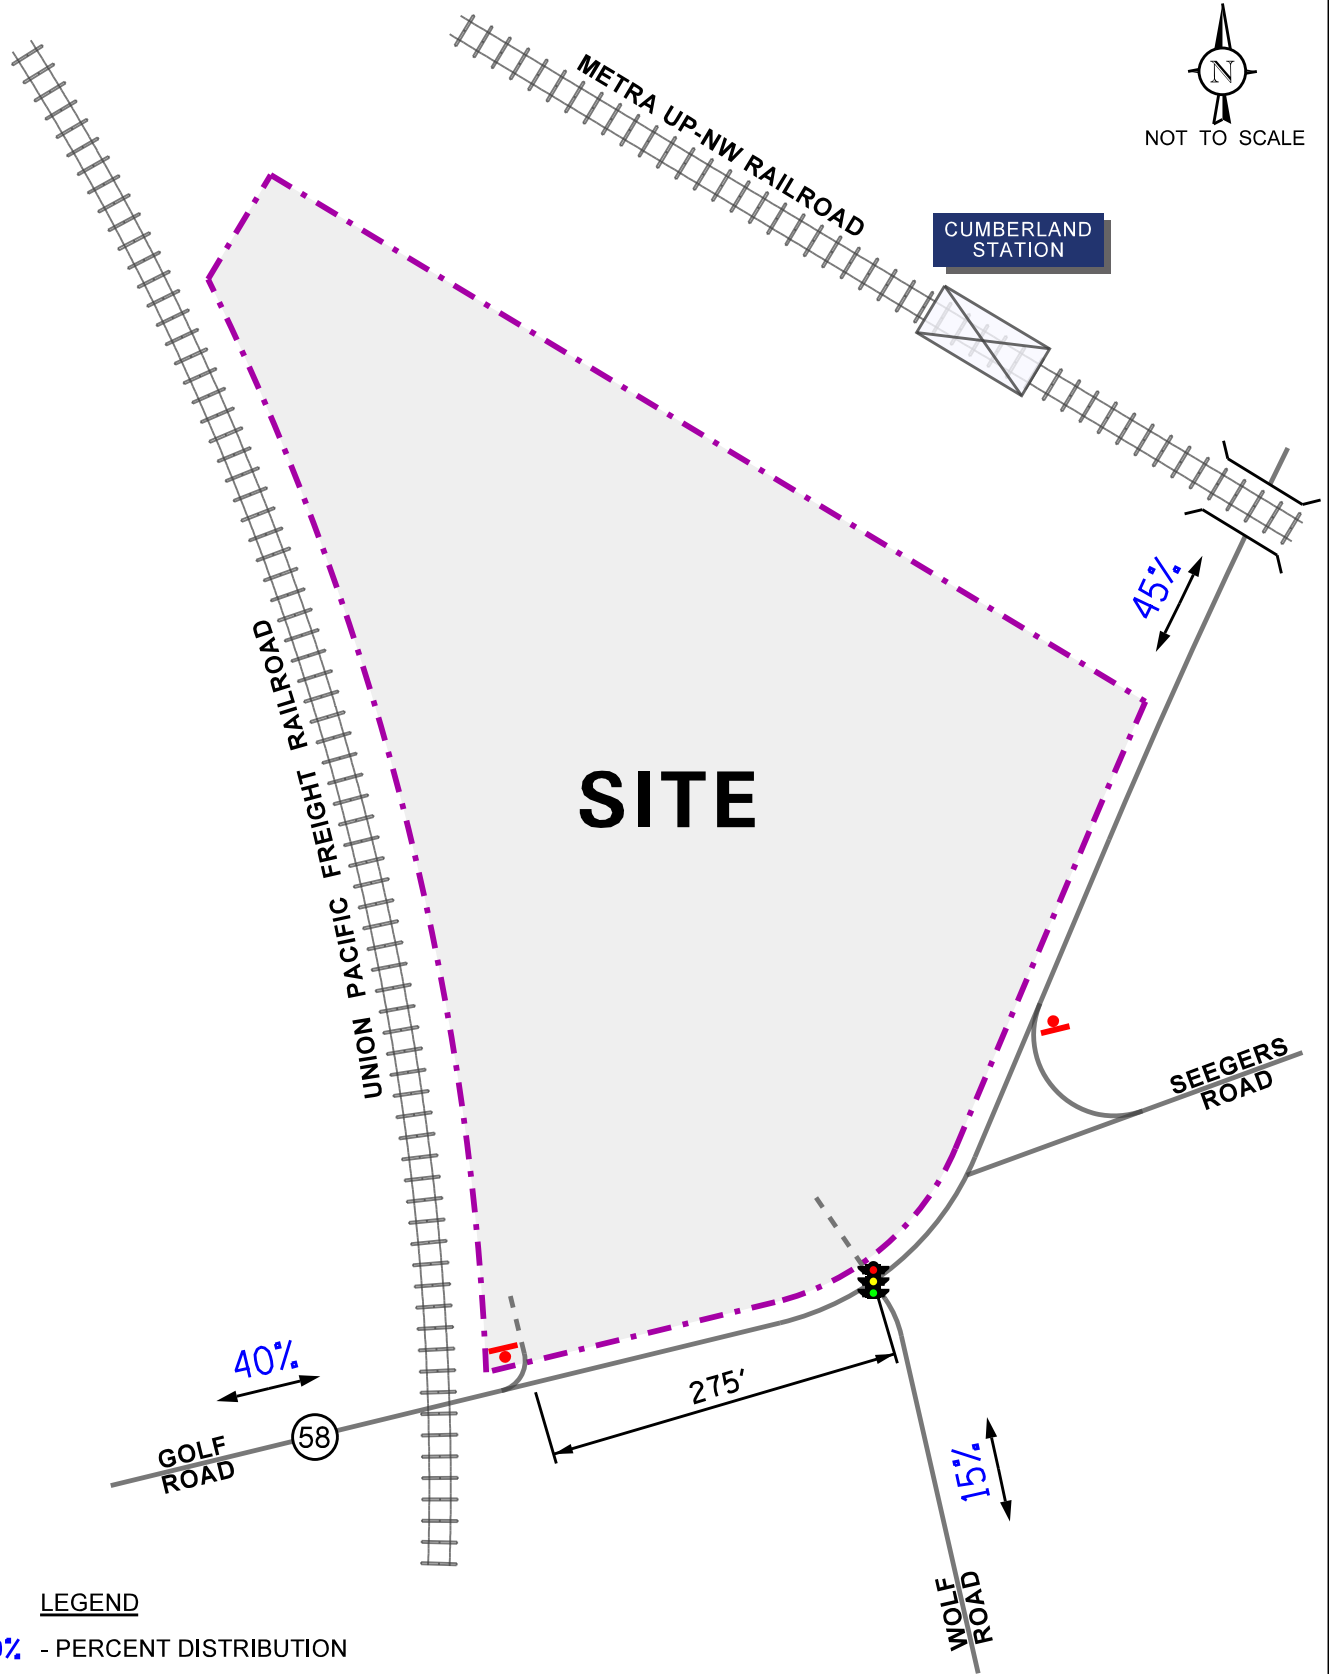 METRA UP-NW RAILROAD
N
NOT TO SCALE
CUMBERLAND
STATION
45%
UNION PACIFIC FREIGHT RAILROAD
SITE
SEEGERS
ROAD
40%
275'
58
GOLF
ROAD
15%
WOLF
ROAD
LEGEND
% - PERCENT DISTRIBUTION